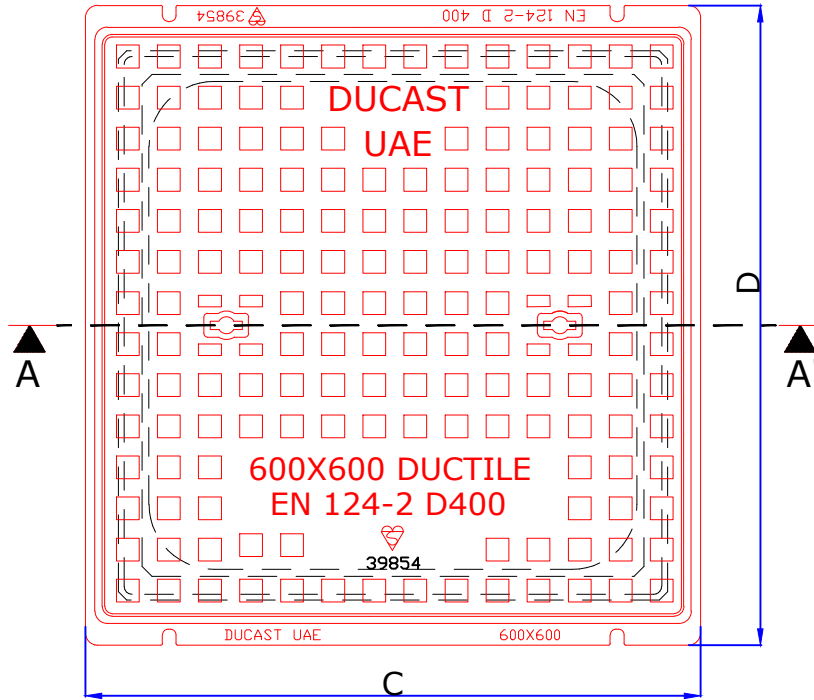 39854 EN 124-2 D 400
DUCAST
UAE
D
A A'
600X600 DUCTILE
EN 124-2 D400
39854
DUCAST UAE 600X600
C